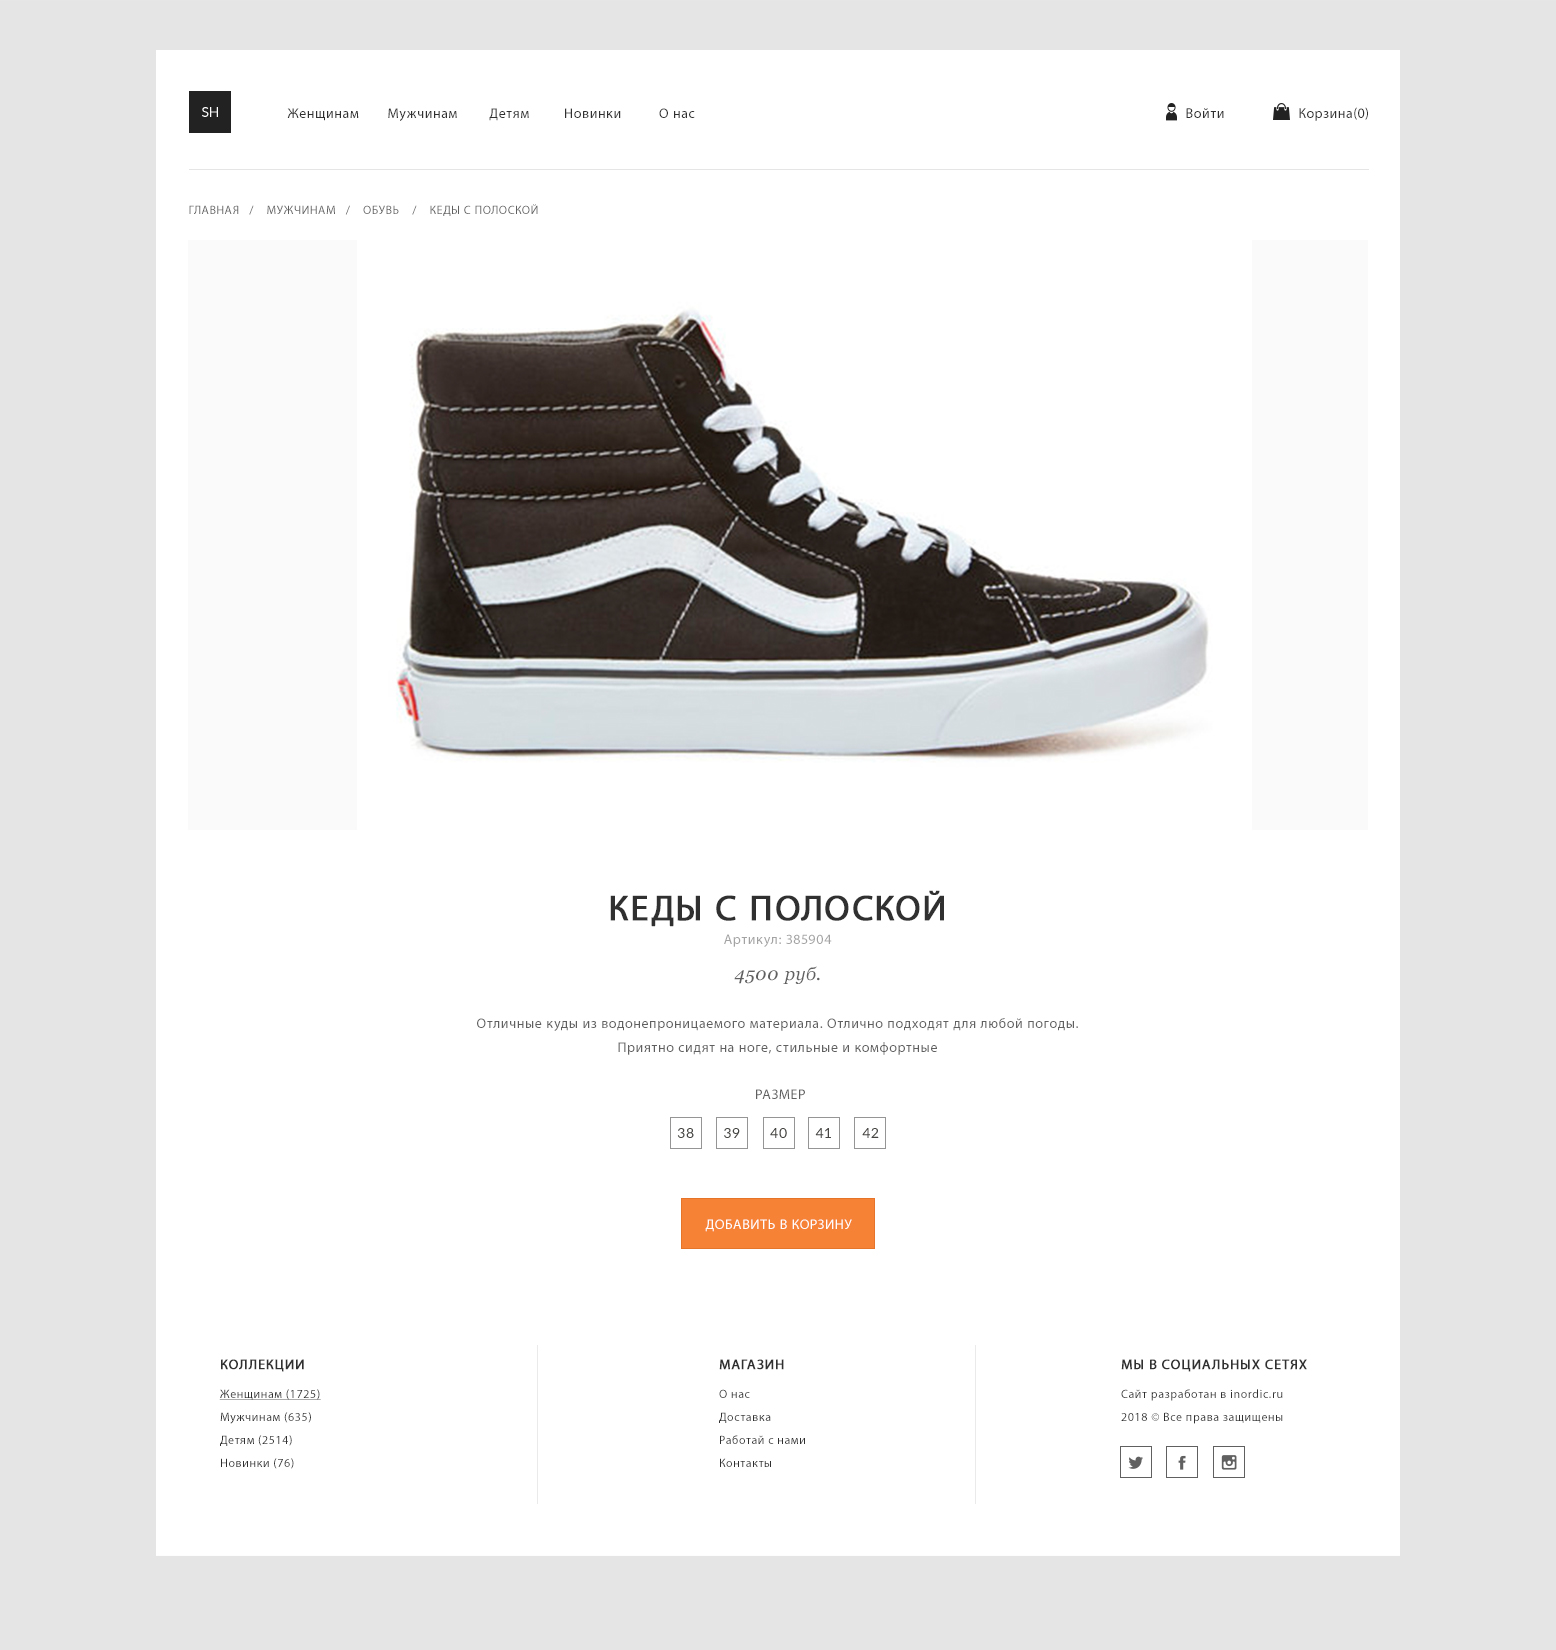 SH
Женщинам Мужчинам Детям Новинки О нас Войти Корзина(0)
ГЛАВНАЯ / МУЖЧИНАМ / ОБУВЬ / КЕДЫ С ПОЛОСКОЙ
КЕДЫ С ПОЛОСКОЙ
Артикул: 385904
4500 руб.
Отличные куды из водонепроницаемого материала. Отлично подходят для любой погоды.
Приятно сидят на ноге, стильные и комфортные
РАЗМЕР
38 39 40 41 42
ДОБАВИТЬ В КОРЗИНУ
КОЛЛЕКЦИИ
Женщинам (1725)
Мужчинам (635)
Детям (2514)
Новинки (76)
МАГАЗИН
О нас
Доставка
Работай с нами
Контакты
МЫ В СОЦИАЛЬНЫХ СЕТЯХ
Сайт разработан в inordic.ru
2018 © Все права защищены